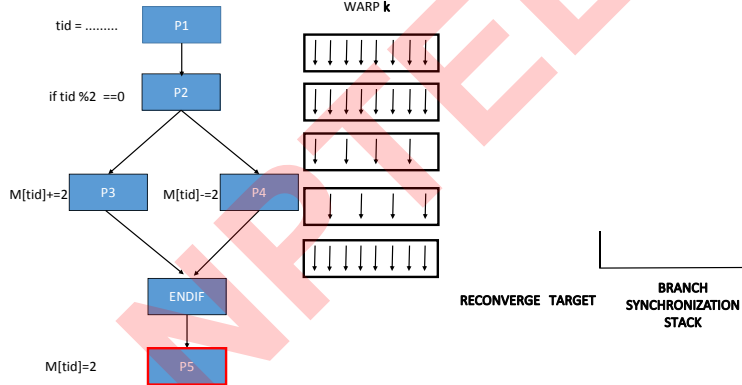 WARP k
tid = .........
P1
if tid %2 ==0
P2
M[tid]+=2
P3
M[tid]-=2
P4
ENDIF
RECONVERGE TARGET
BRANCH
SYNCHRONIZATION
STACK
M[tid]=2
P5
NPTEL